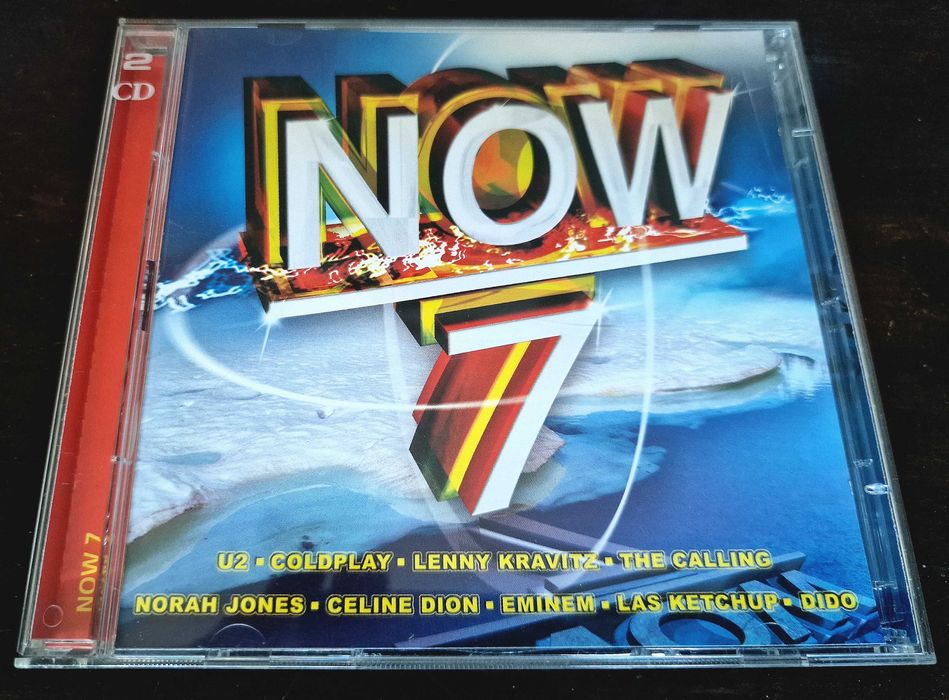 2
CD
NOW
7
U2 ▪ COLDPLAY ▪ LENNY KRAVITZ ▪ THE CALLING
NORAH JONES ▪ CELINE DION ▪ EMINEM ▪ LAS KETCHUP ▪ DIDO
NOW 7